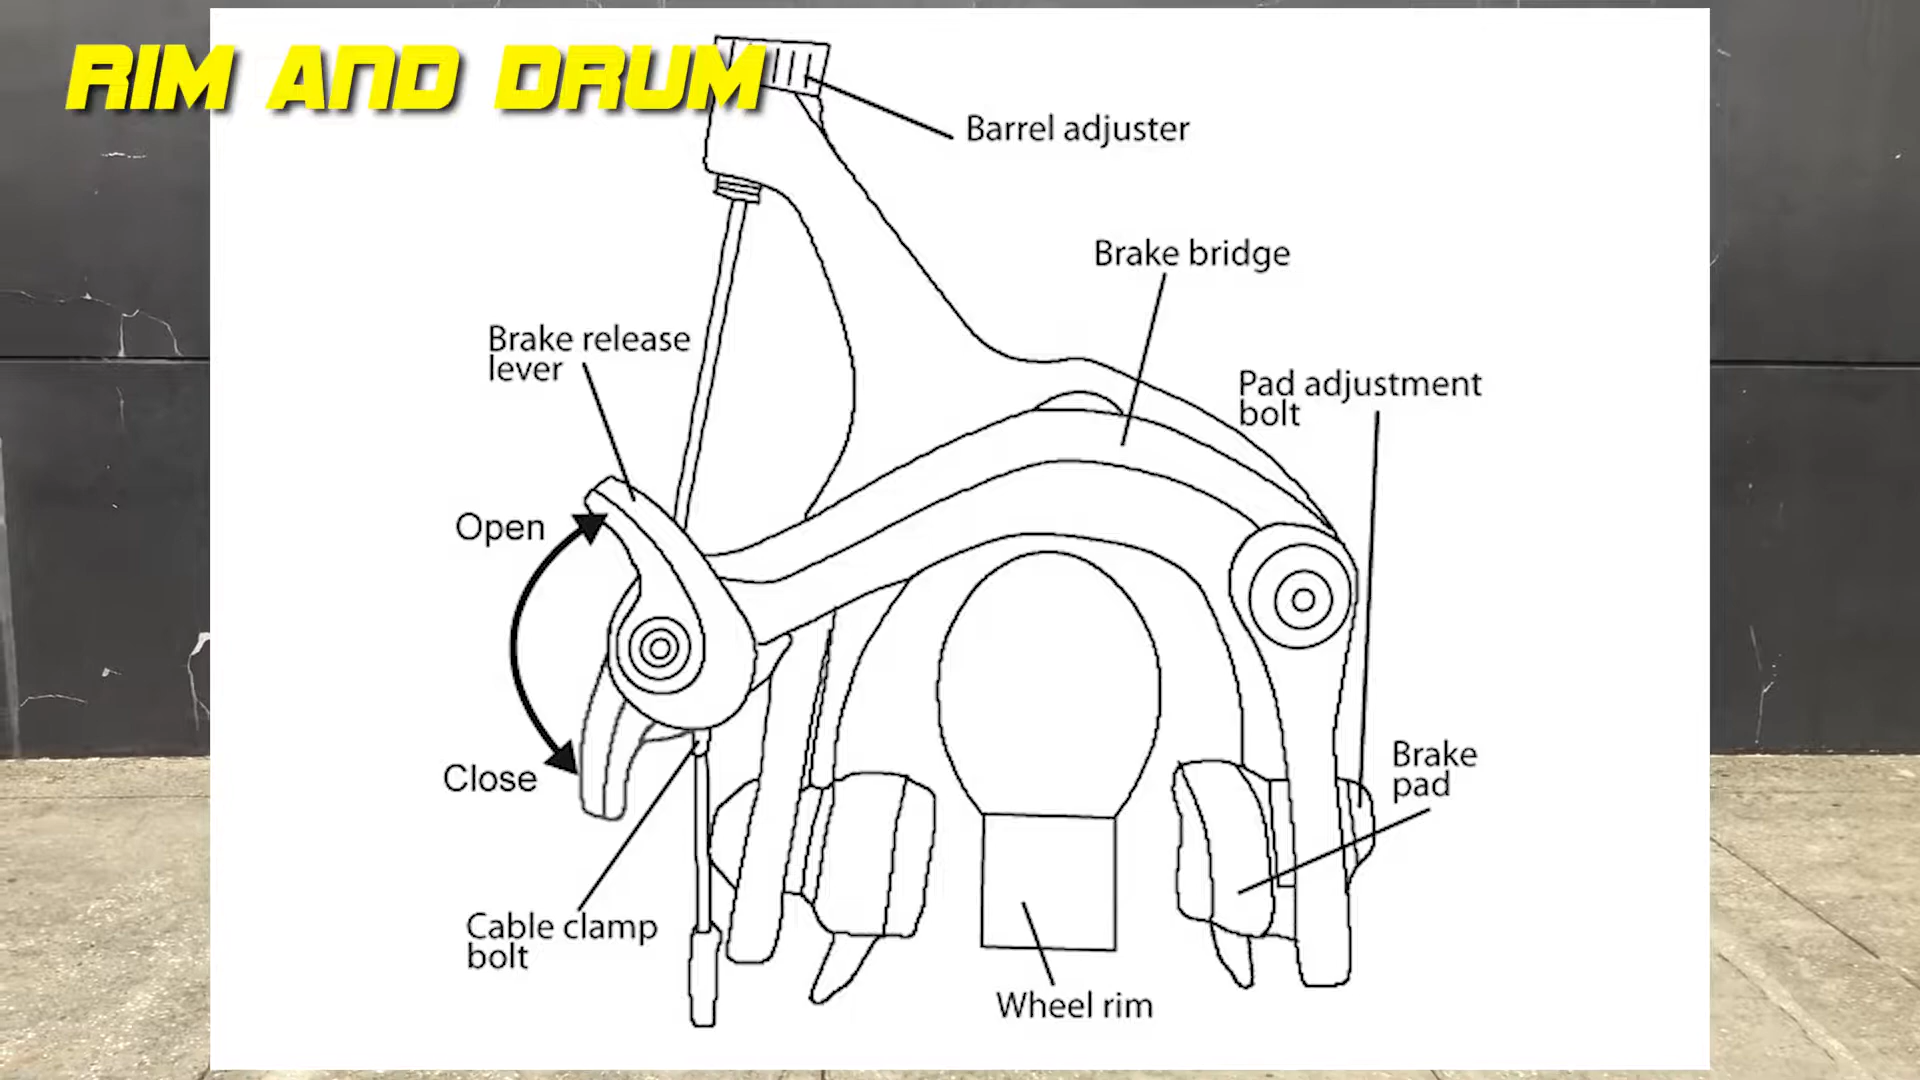 RIM AND DRUM
Barrel adjuster
Brake bridge
Brake release
lever
Pad adjustment
bolt
Open
Close
Brake
pad
Cable clamp
bolt
Wheel rim